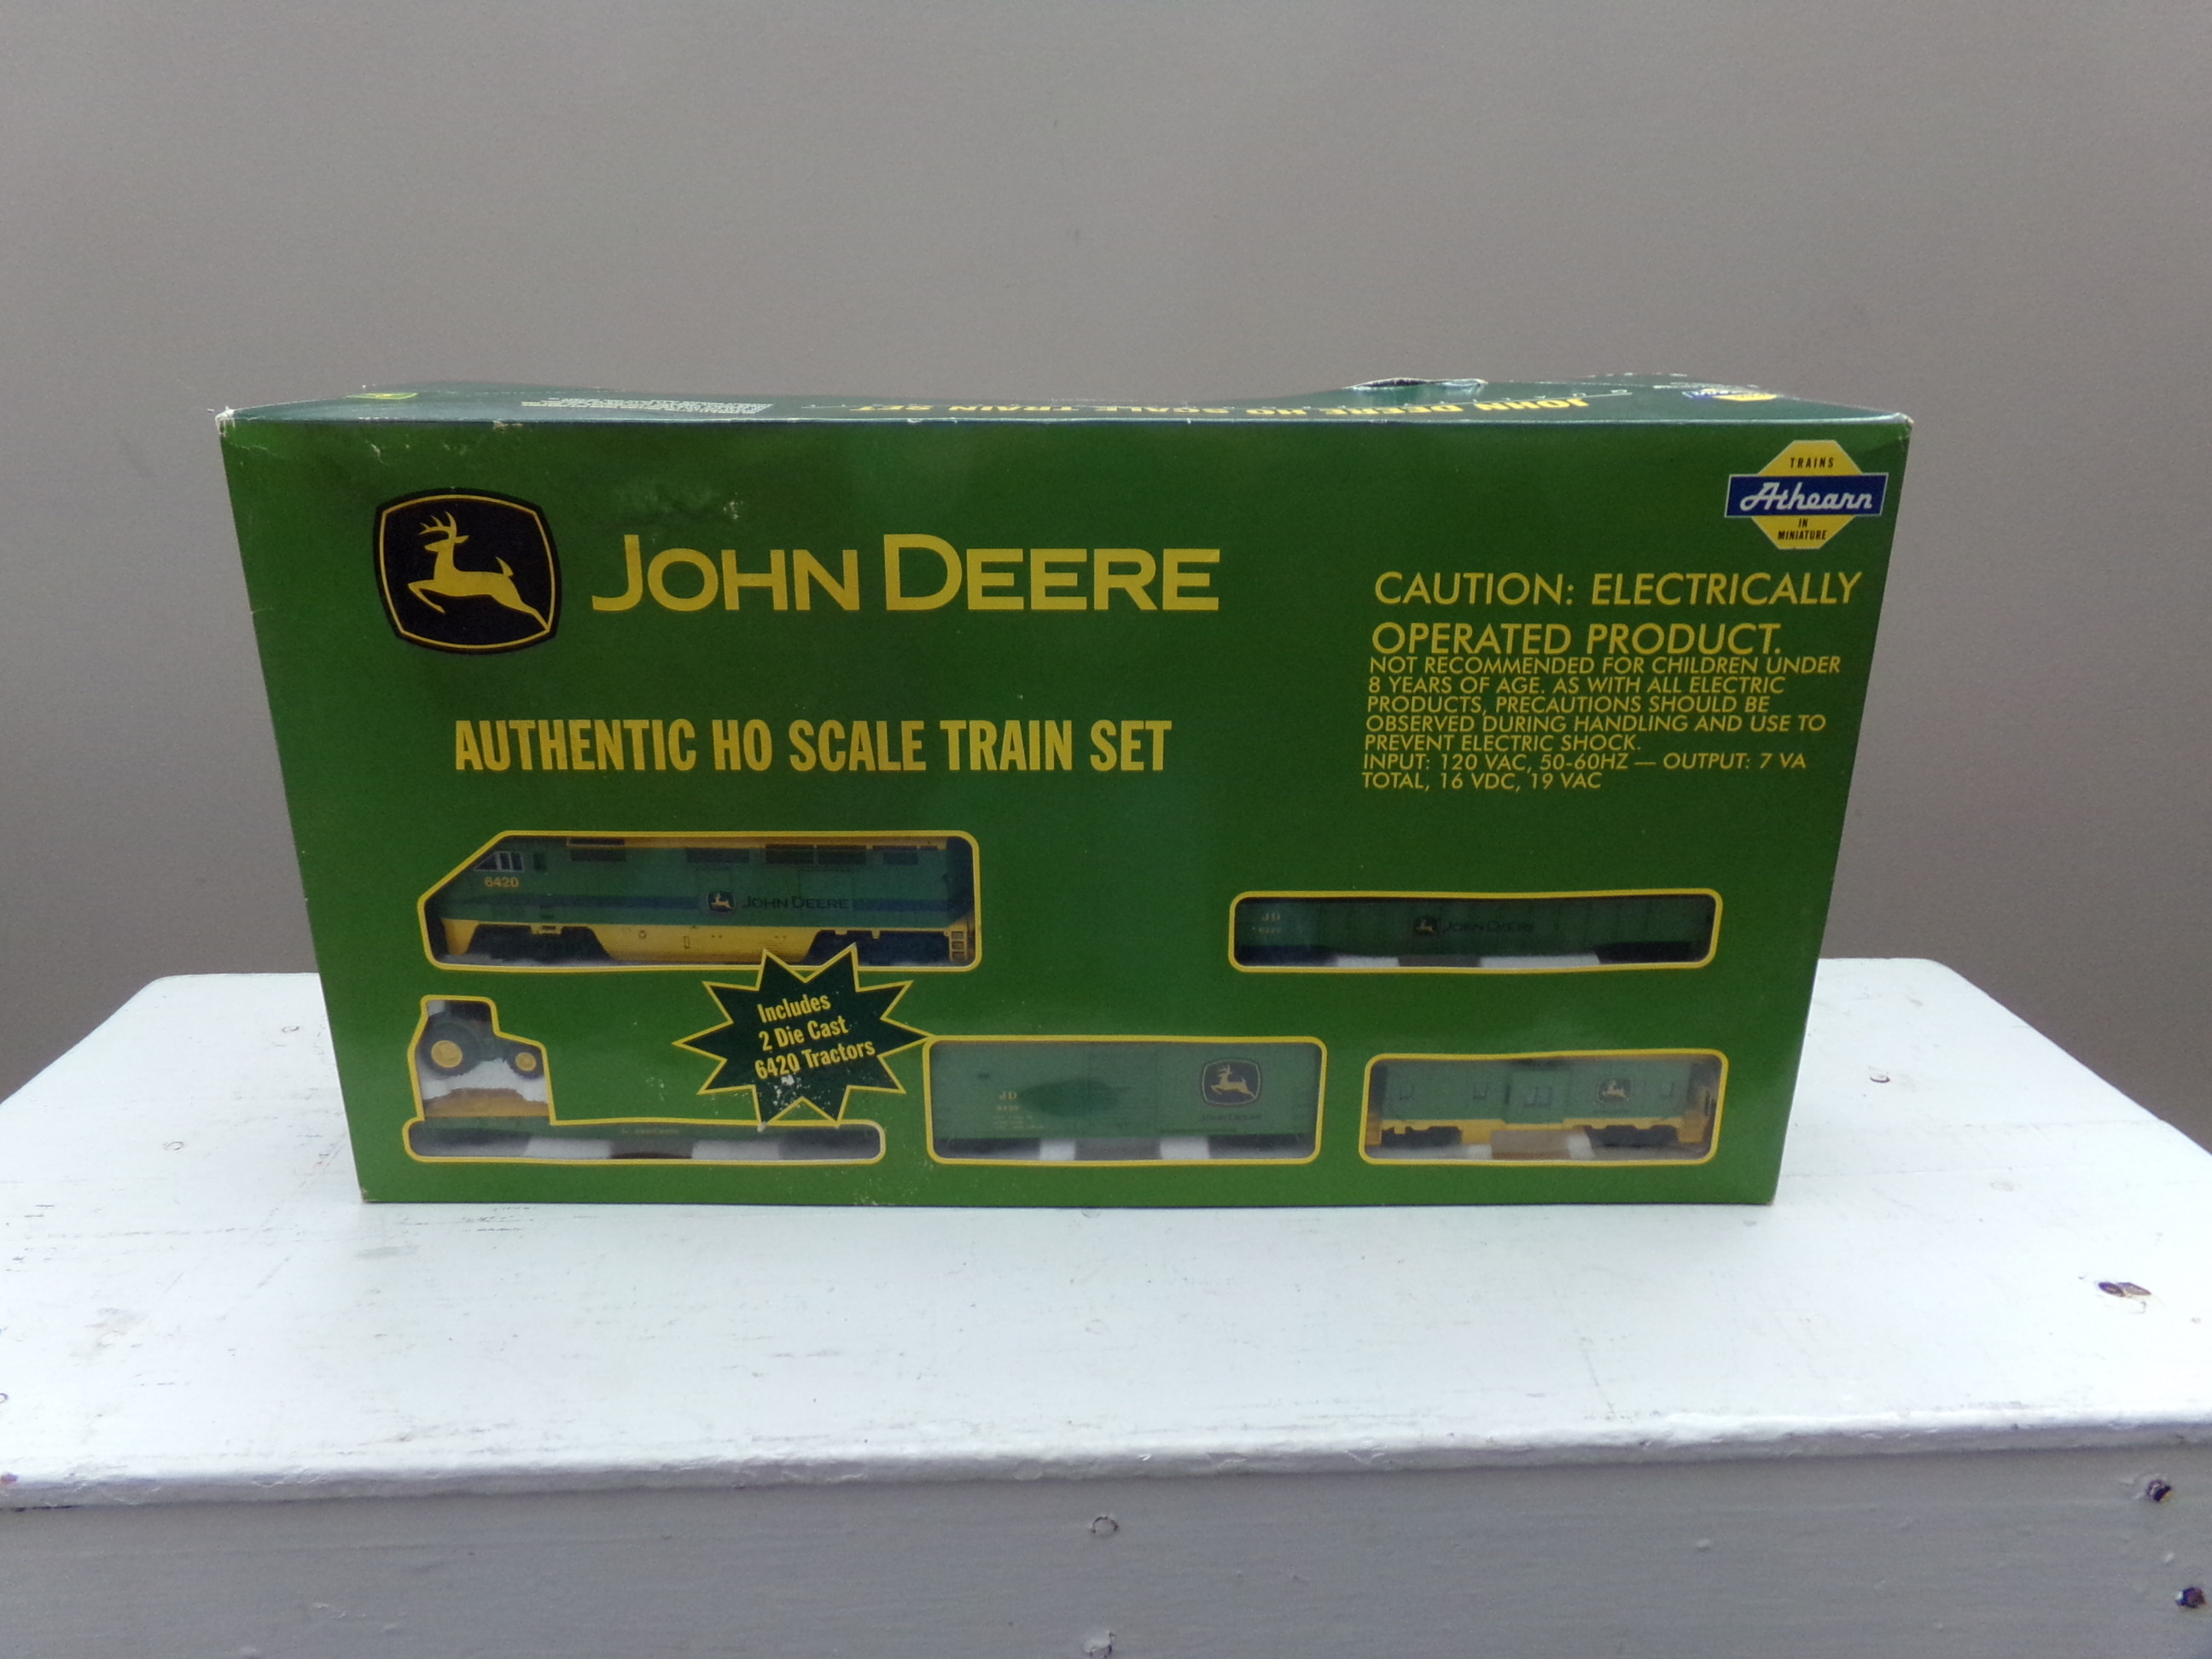 JOHN DEERE HO SCALE TRAIN SET
TRAINS
Athearn
IN
MINIATURE
JOHN DEERE
CAUTION: ELECTRICALLY
OPERATED PRODUCT.
NOT RECOMMENDED FOR CHILDREN UNDER
8 YEARS OF AGE. AS WITH ALL ELECTRIC
PRODUCTS, PRECAUTIONS SHOULD BE
OBSERVED DURING HANDLING AND USE TO
PREVENT ELECTRIC SHOCK.
INPUT: 120 VAC, 50-60HZ — OUTPUT: 7 VA
TOTAL, 16 VDC, 19 VAC
AUTHENTIC HO SCALE TRAIN SET
6420
JOHN DEERE
JD
JOHN DEERE
Includes
2 Die Cast
6420 Tractors
JD
JOHN DEERE